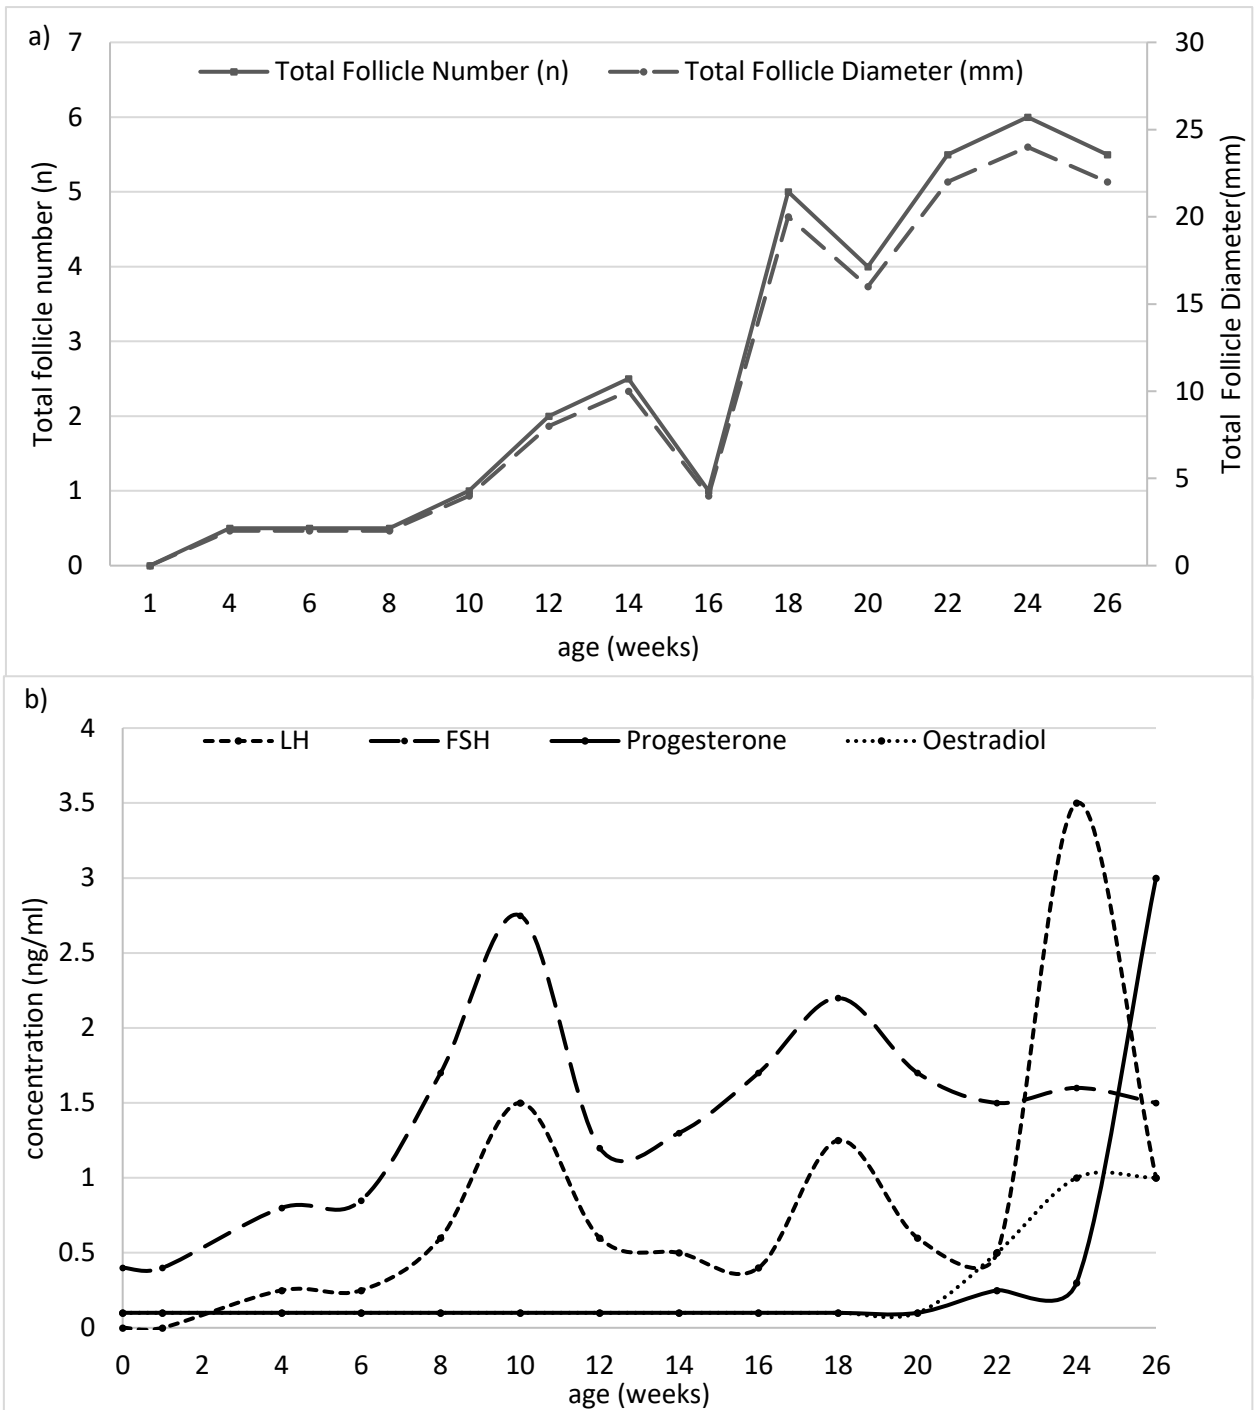 a)
7
6
5
4
3
2
1
0
Total follicle number (n)
Total Follicle Number (n) Total Follicle Diameter (mm)
30
25
20
15
10
5
0
Total Follicle Diameter(mm)
1 4 6 8 10 12 14 16 18 20 22 24 26
age (weeks)
b)
4
3.5
3
2.5
2
1.5
1
0.5
0
concentration (ng/ml)
LH FSH Progesterone Oestradiol
0 2 4 6 8 10 12 14 16 18 20 22 24 26
age (weeks)